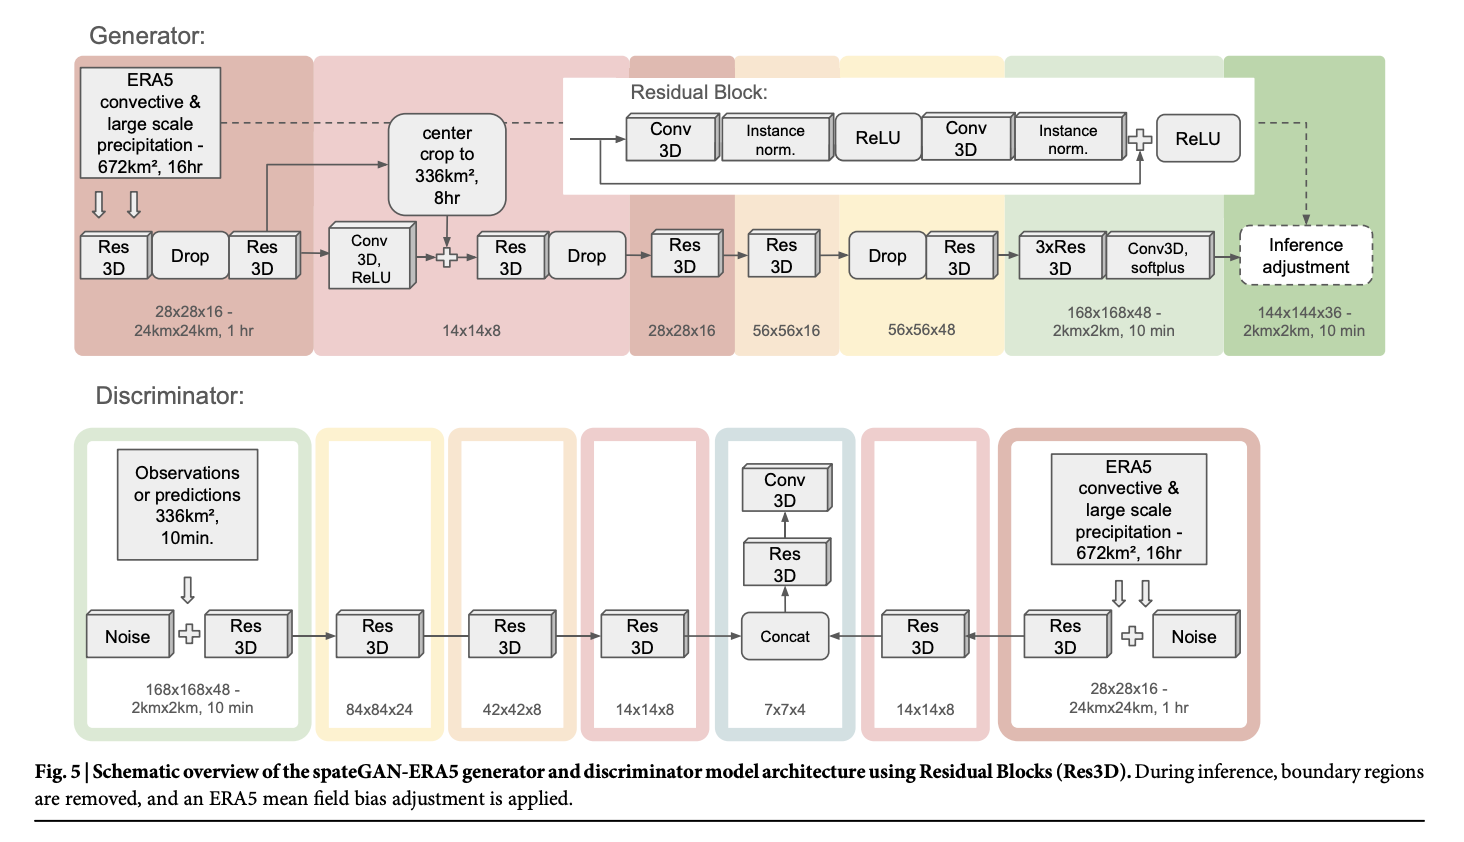 Generator:
ERA5
convective &
large scale
precipitation -
672km², 16hr
center
crop to
336km²,
8hr
Residual Block:
Conv
3D
Instance
norm.
ReLU
Conv
3D
Instance
norm.
ReLU
Res
3D
Drop
Res
3D
Conv
3D,
ReLU
Res
3D
Drop
Res
3D
Res
3D
Drop
Res
3D
3xRes
3D
Conv3D,
softplus
Inference
adjustment
28x28x16 -
24kmx24km, 1 hr
14x14x8
28x28x16
56x56x16
56x56x48
168x168x48 -
2kmx2km, 10 min
144x144x36 -
2kmx2km, 10 min
Discriminator:
Observations
or predictions
336km²,
10min.
Noise
Res
3D
Res
3D
Res
3D
Res
3D
Conv
3D
Res
3D
Concat
Res
3D
ERA5
convective &
large scale
precipitation -
672km², 16hr
Res
3D
Noise
168x168x48 -
2kmx2km, 10 min
84x84x24
42x42x8
14x14x8
7x7x4
14x14x8
28x28x16 -
24kmx24km, 1 hr
Fig. 5 | Schematic overview of the spateGAN-ERA5 generator and discriminator model architecture using Residual Blocks (Res3D). During inference, boundary regions
are removed, and an ERA5 mean field bias adjustment is applied.